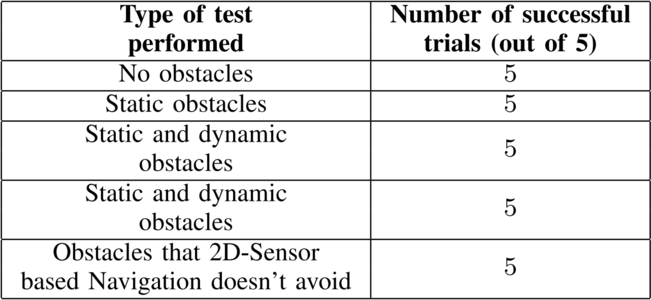 Type of test
performed
Number of successful
trials (out of 5)
No obstacles
5
Static obstacles
5
Static and dynamic
obstacles
5
Static and dynamic
obstacles
5
Obstacles that 2D-Sensor
based Navigation doesn't avoid
5